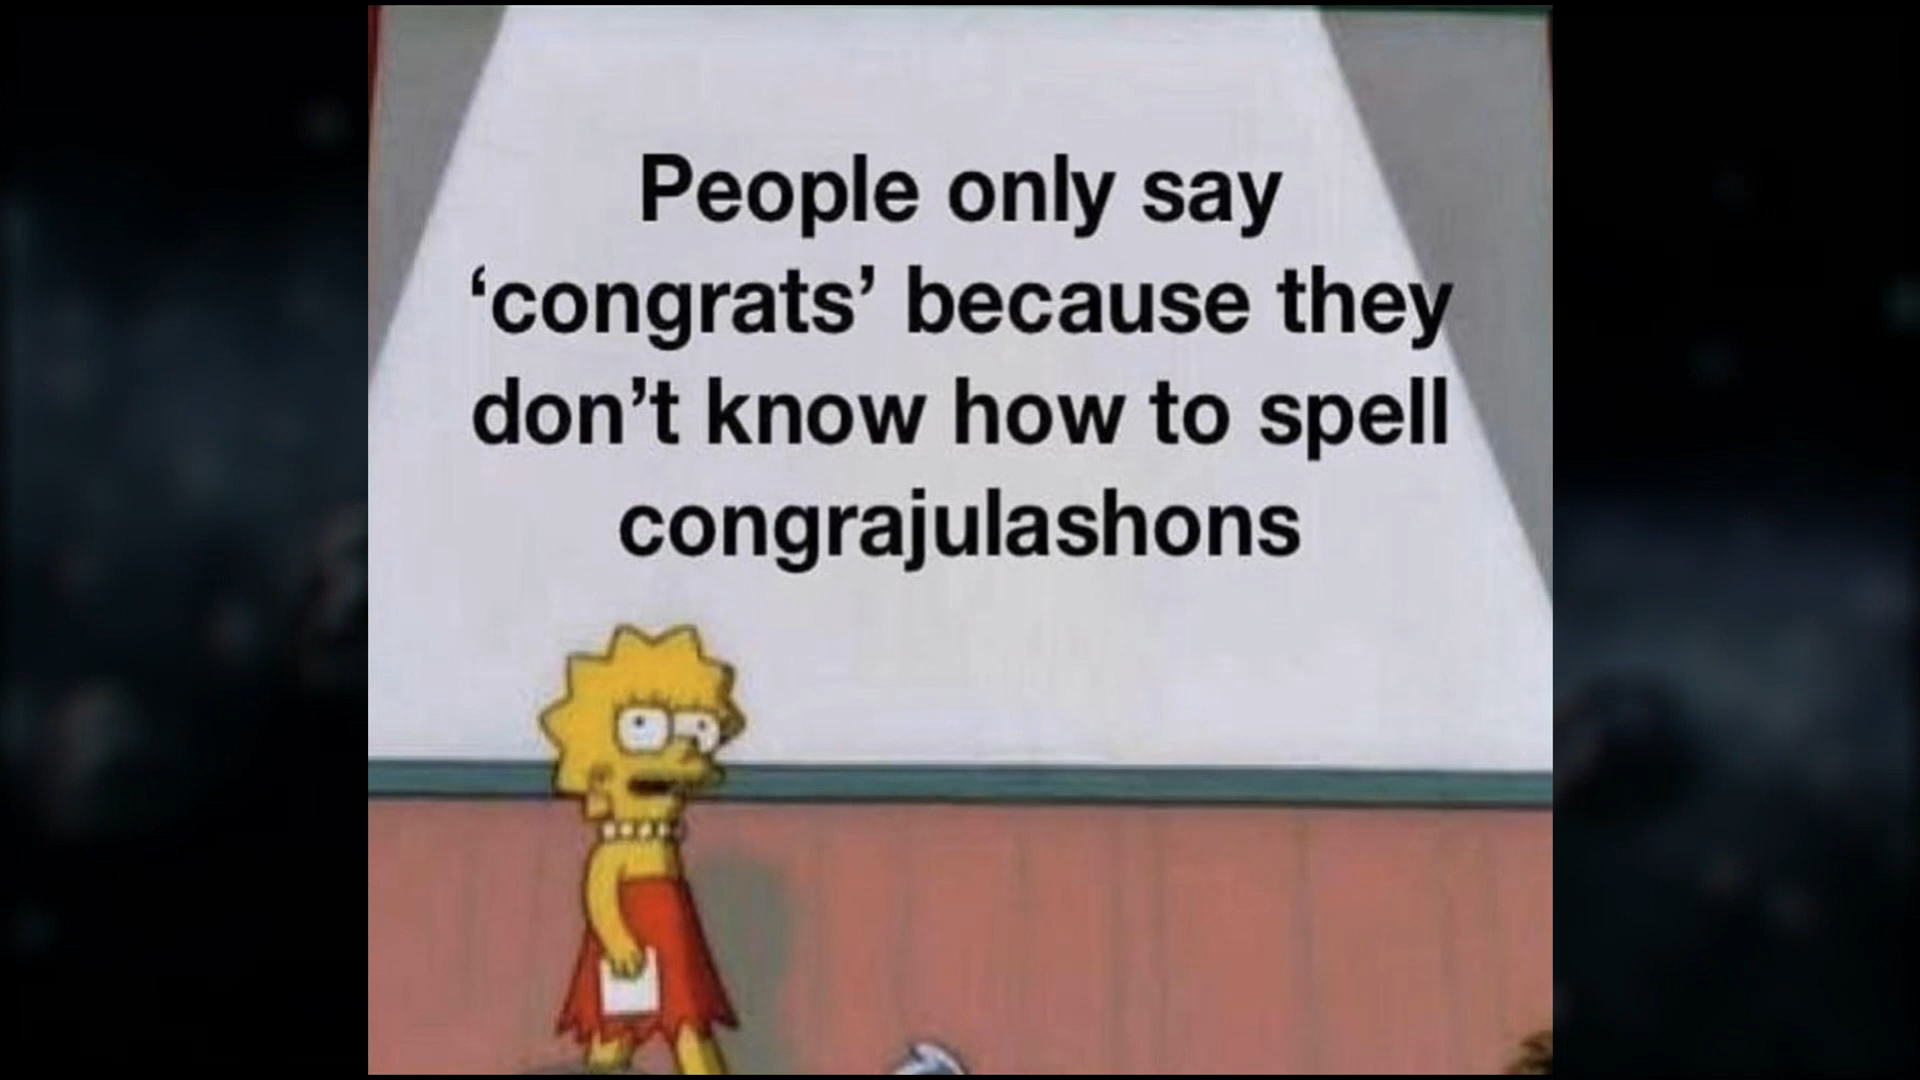 People only say
‘congrats’ because they
don’t know how to spell
congrajulashons